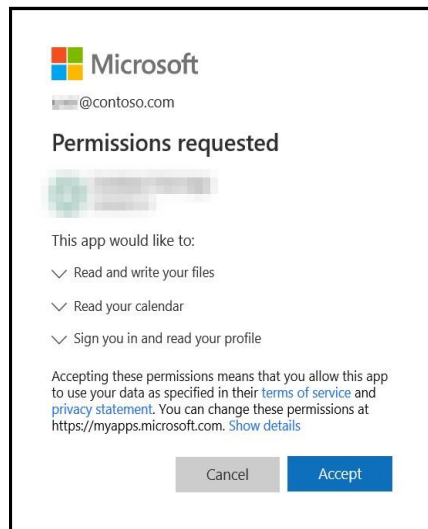 Microsoft
@contoso.com
Permissions requested
This app would like to:
Read and write your files
Read your calendar
Sign you in and read your profile
Accepting these permissions means that you allow this app
to use your data as specified in their terms of service and
privacy statement. You can change these permissions at
https://myapps.microsoft.com. Show details
Cancel
Accept